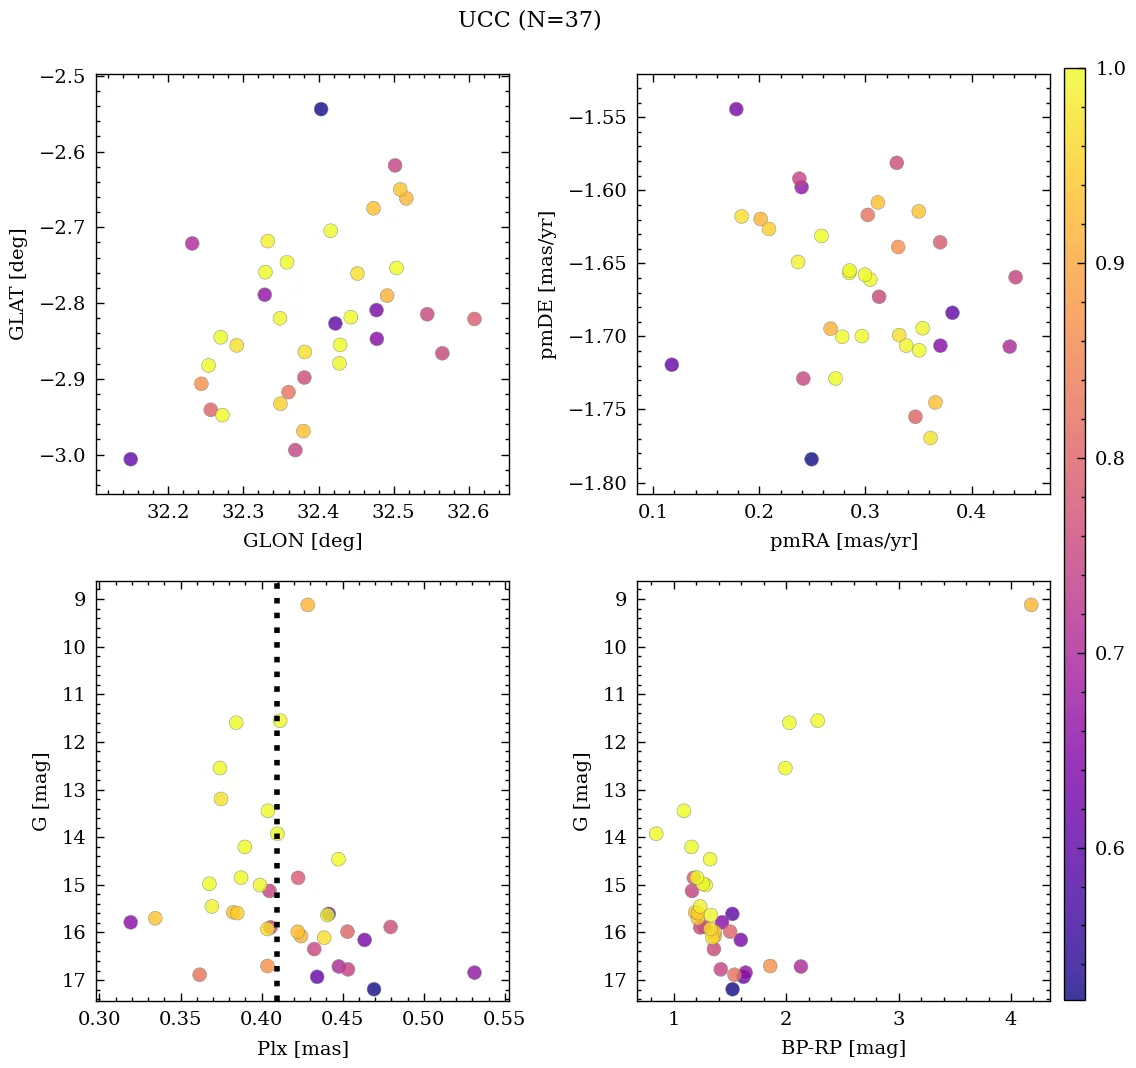 UCC (N=37)
−2.5
−2.6
−2.7
−2.8
−2.9
−3.0
GLAT [deg]
32.2 32.3 32.4 32.5 32.6
GLON [deg]
−1.55
−1.60
−1.65
−1.70
−1.75
−1.80
pmDE [mas/yr]
0.1 0.2 0.3 0.4
pmRA [mas/yr]
9
10
11
12
13
14
15
16
17
G [mag]
0.30 0.35 0.40 0.45 0.50 0.55
Plx [mas]
9
10
11
12
13
14
15
16
17
G [mag]
1 2 3 4
BP-RP [mag]
1.0
0.9
0.8
0.7
0.6